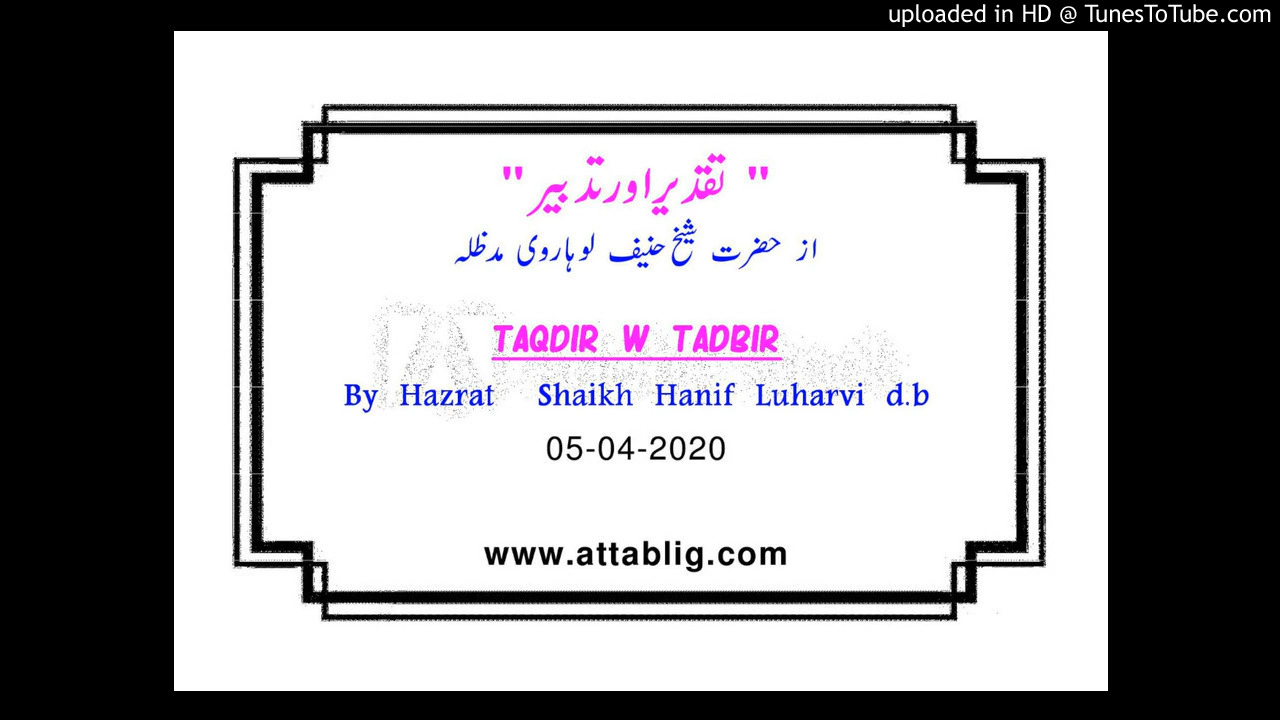 uploaded in HD @ TunesToTube.com
" تقدیر اور تدبیر "
از حضرت شیخ حنیف لوہاروی مدظلہ
TAQDIR W TADBIR
By Hazrat Shaikh Hanif Luharvi d.b
05-04-2020
www.attablig.com